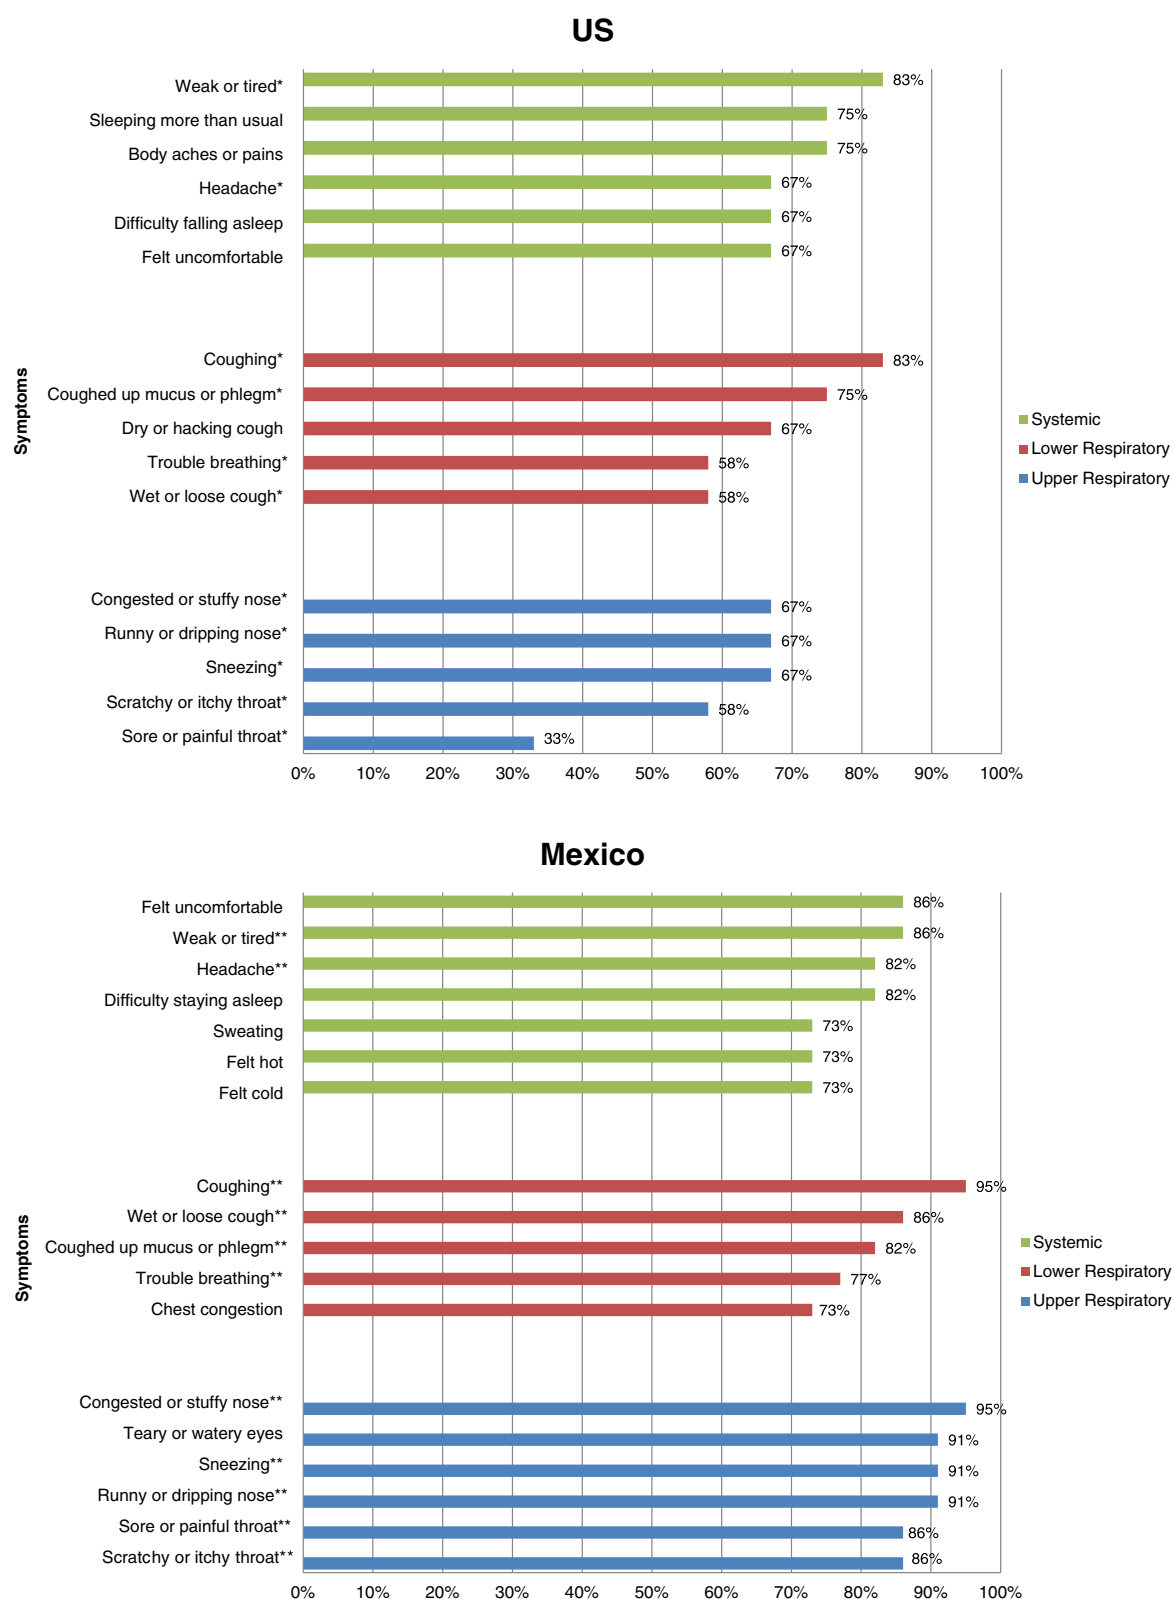 US
Weak or tired* 83%
Sleeping more than usual 75%
Body aches or pains 75%
Headache* 67%
Difficulty falling asleep 67%
Felt uncomfortable 67%
Coughing* 83%
Coughed up mucus or phlegm* 75%
Dry or hacking cough 67%
Trouble breathing* 58%
Wet or loose cough* 58%
Congested or stuffy nose* 67%
Runny or dripping nose* 67%
Sneezing* 67%
Scratchy or itchy throat* 58%
Sore or painful throat* 33%
0% 10% 20% 30% 40% 50% 60% 70% 80% 90% 100%
Symptoms
Systemic
Lower Respiratory
Upper Respiratory
Mexico
Felt uncomfortable 86%
Weak or tired** 86%
Headache** 82%
Difficulty staying asleep 82%
Sweating 73%
Felt hot 73%
Felt cold 73%
Coughing** 95%
Wet or loose cough** 86%
Coughed up mucus or phlegm** 82%
Trouble breathing** 77%
Chest congestion 73%
Congested or stuffy nose** 95%
Teary or watery eyes 91%
Sneezing** 91%
Runny or dripping nose** 91%
Sore or painful throat** 86%
Scratchy or itchy throat** 86%
0% 10% 20% 30% 40% 50% 60% 70% 80% 90% 100%
Symptoms
Systemic
Lower Respiratory
Upper Respiratory